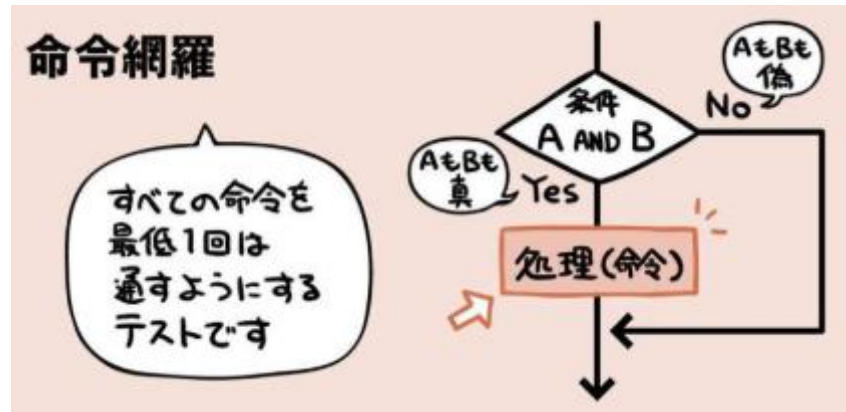 命令網羅
すべての命令を
最低1回は
通すようにする
テストです
条件
A AND B
AもBも
偽
No
AもBも
真
Yes
処理(命令)